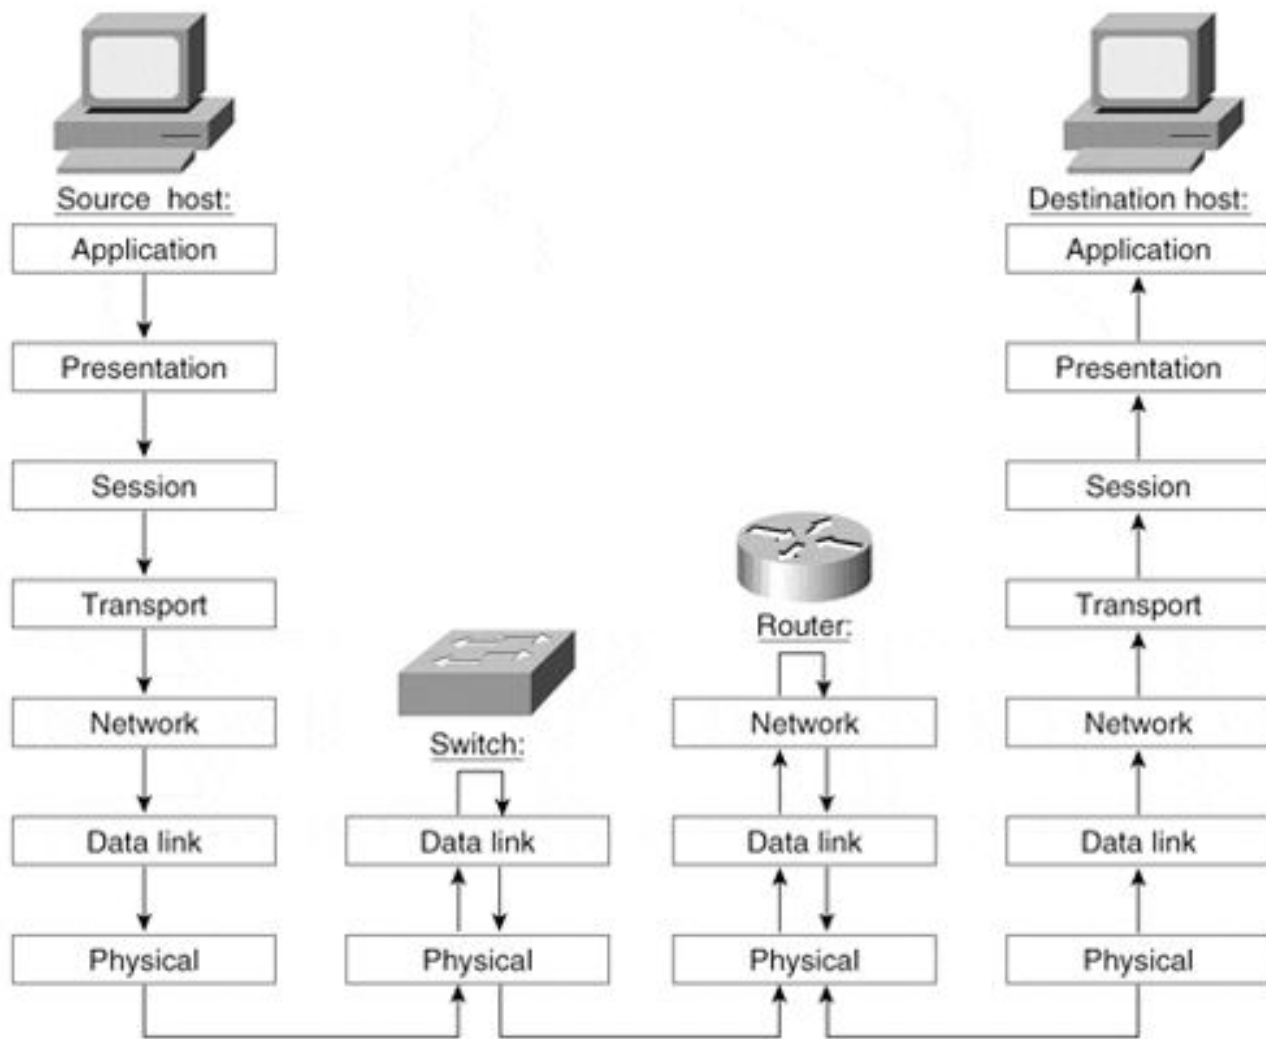 Source host:
Application
Presentation
Session
Transport
Network
Data link
Physical
Switch:
Data link
Physical
Router:
Network
Data link
Physical
Destination host:
Application
Presentation
Session
Transport
Network
Data link
Physical